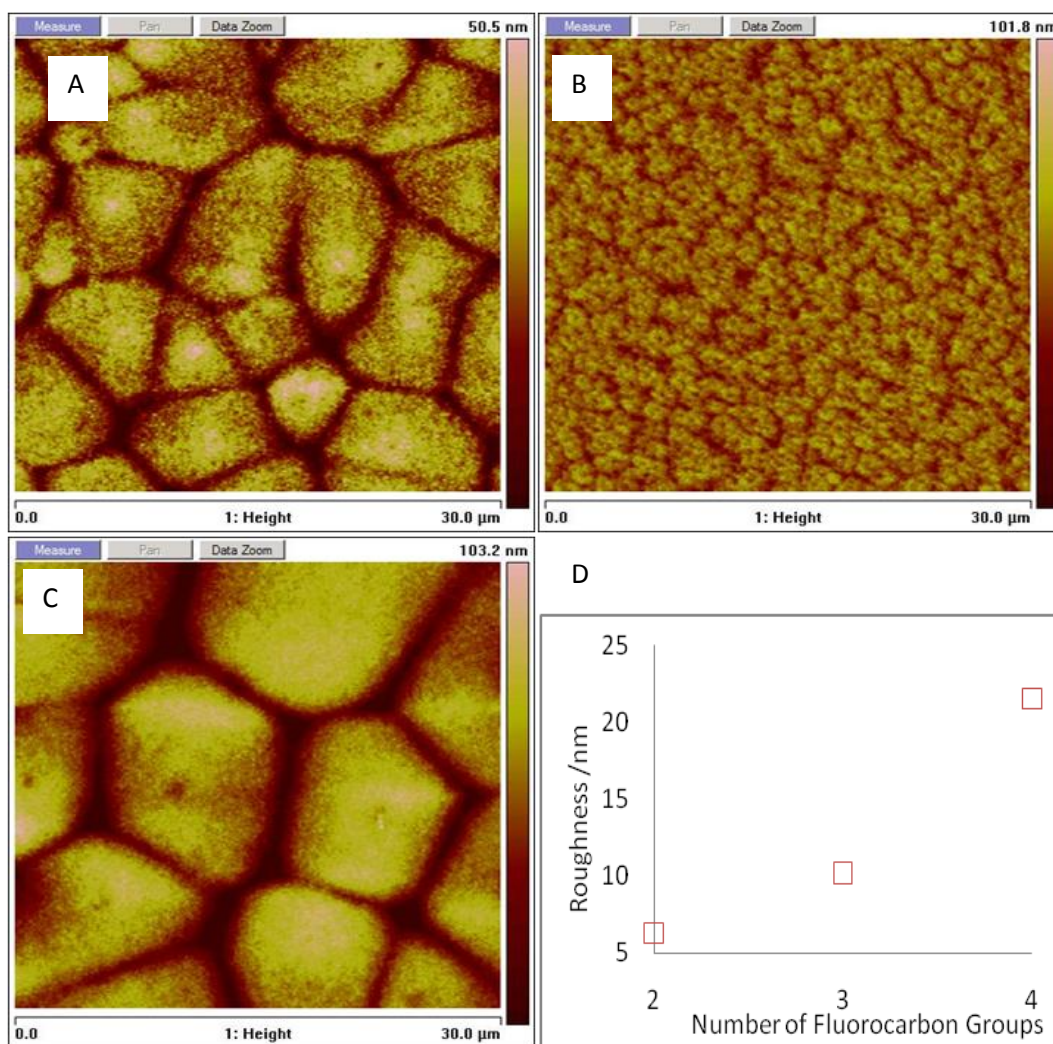 Measure Pan Data Zoom 50.5 nm
A
0.0 1: Height 30.0 µm
Measure Pan Data Zoom 101.8 nm
B
0.0 1: Height 30.0 µm
Measure Pan Data Zoom 103.2 nm
C
0.0 1: Height 30.0 µm
D
Roughness /nm
25
20
15
10
5
2 3 4
Number of Fluorocarbon Groups